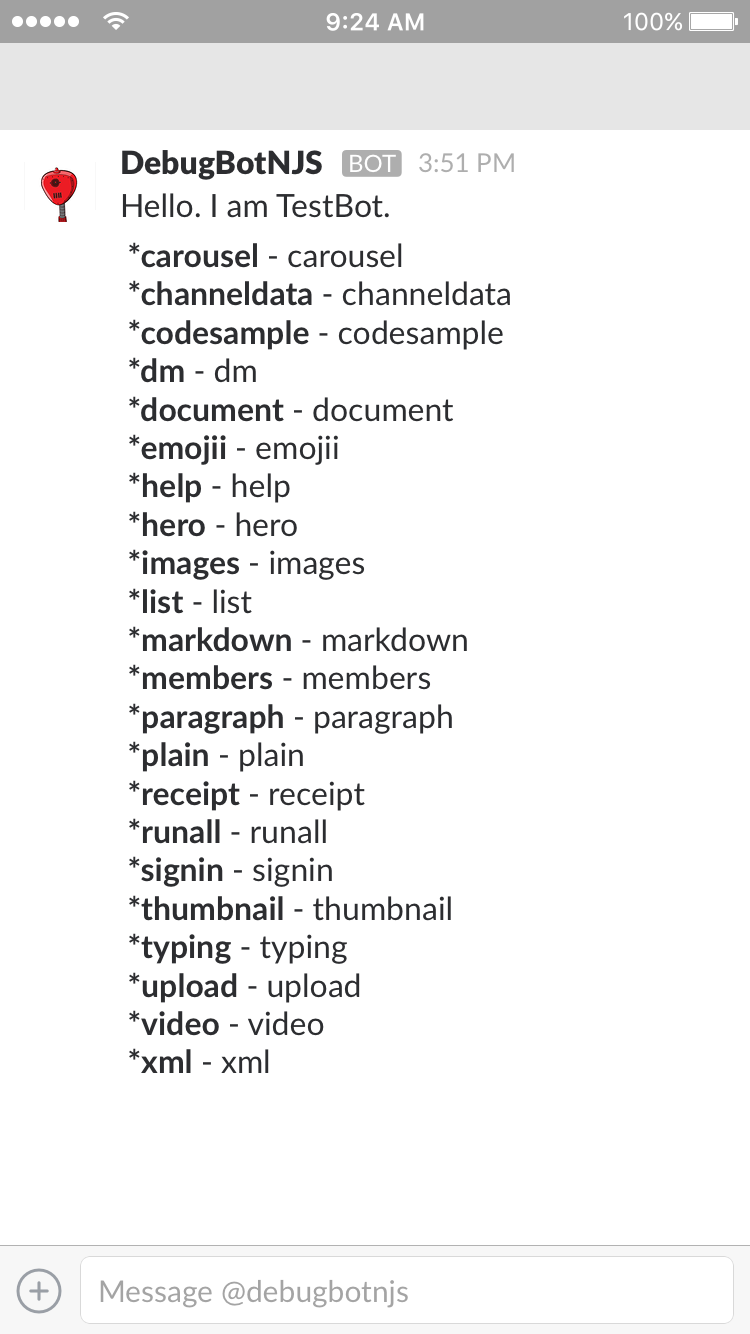 9:24 AM 100%
DebugBotNJS BOT 3:51 PM
Hello. I am TestBot.
*carousel - carousel
*channeldata - channeldata
*codesample - codesample
*dm - dm
*document - document
*emojii - emojii
*help - help
*hero - hero
*images - images
*list - list
*markdown - markdown
*members - members
*paragraph - paragraph
*plain - plain
*receipt - receipt
*runall - runall
*signin - signin
*thumbnail - thumbnail
*typing - typing
*upload - upload
*video - video
*xml - xml
Message @debugbotnjs